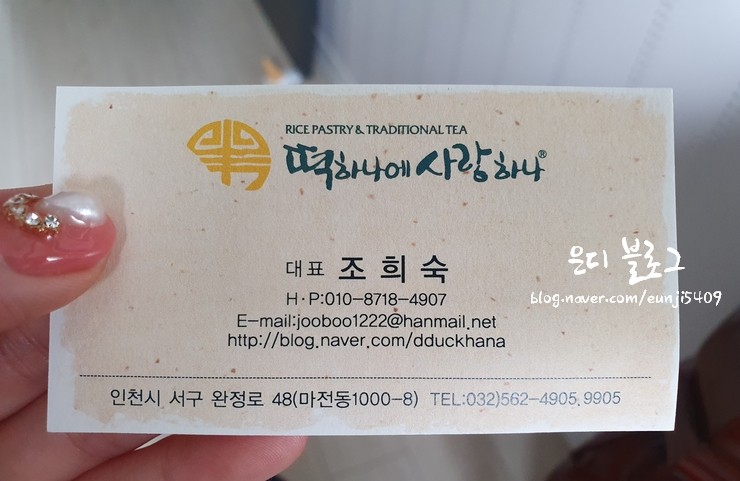 RICE PASTRY & TRADITIONAL TEA
떡하나에 사랑하나®
대표 조희숙
H·P:010-8718-4907
E-mail:jooboo1222@hanmail.net
http://blog.naver.com/dduckhana
인천시 서구 완정로 48(마전동1000-8) TEL:032)562-4905, 9905
은디 블로그
blog.naver.com/eunji5409